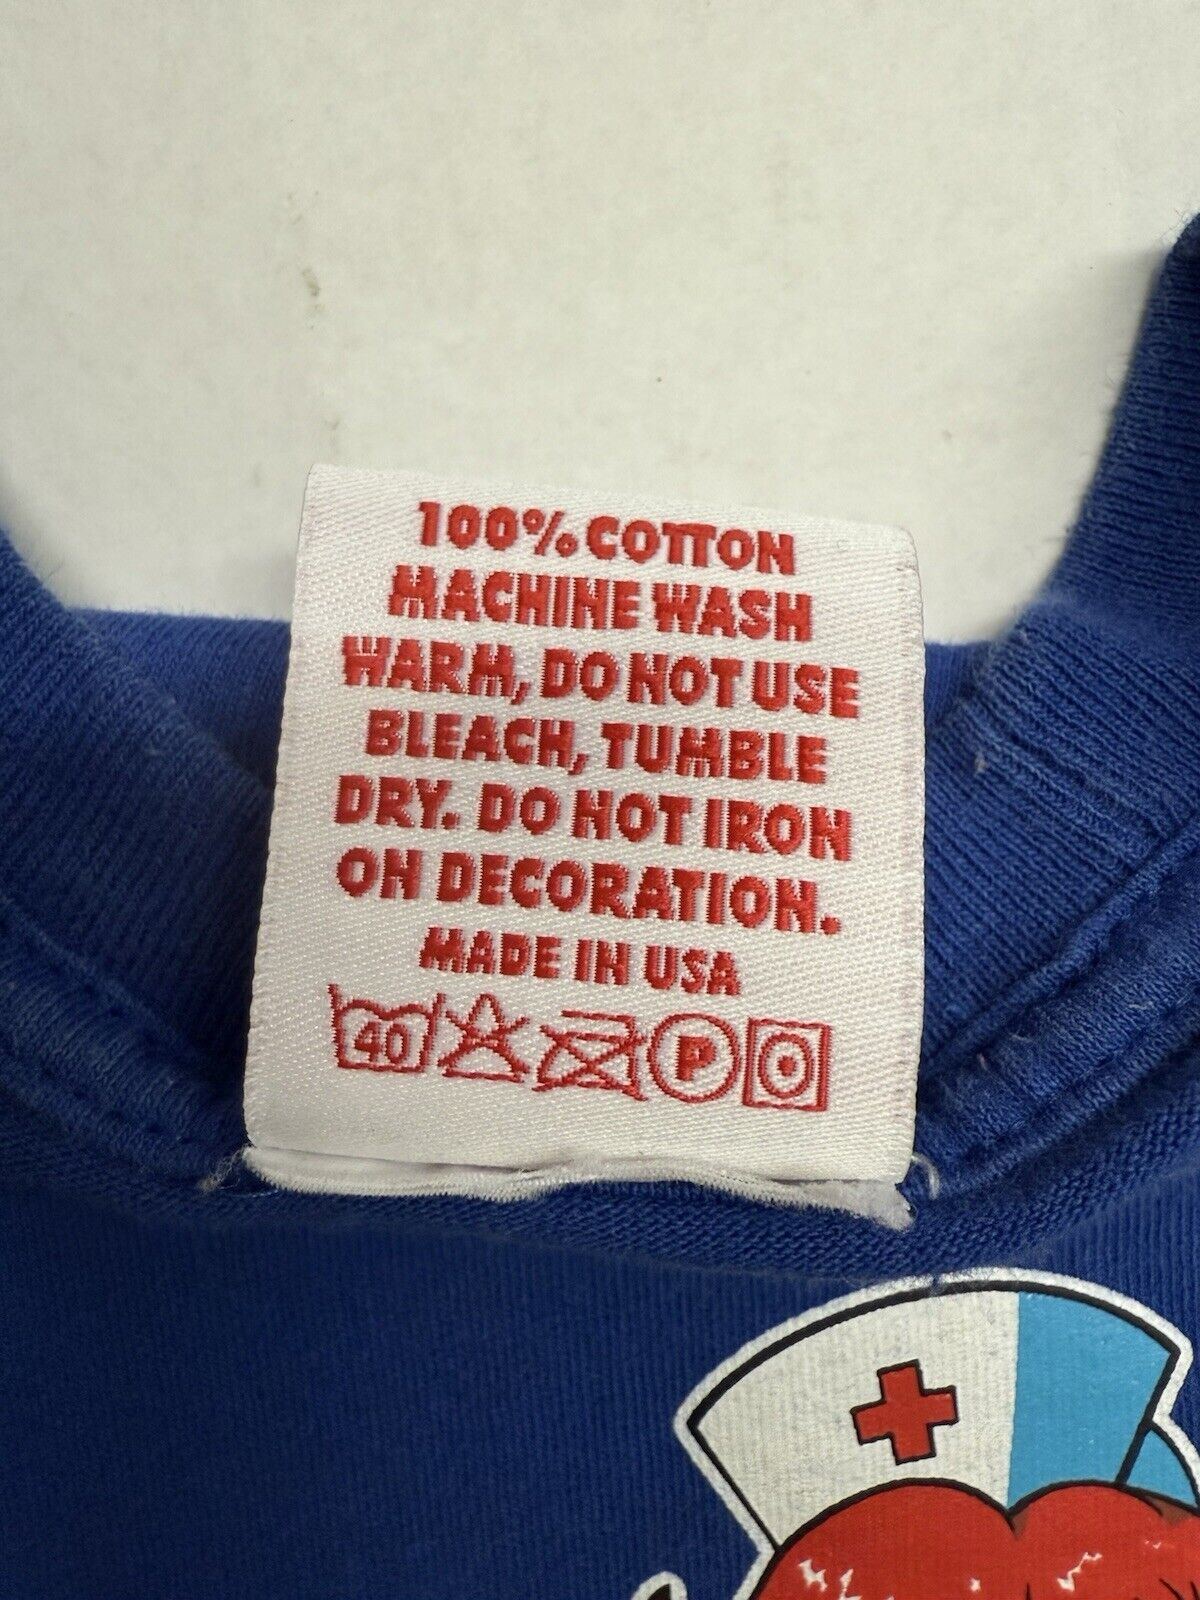 100% COTTON
MACHINE WASH
WARM, DO NOT USE
BLEACH, TUMBLE
DRY. DO NOT IRON
ON DECORATION.
MADE IN USA
40 P